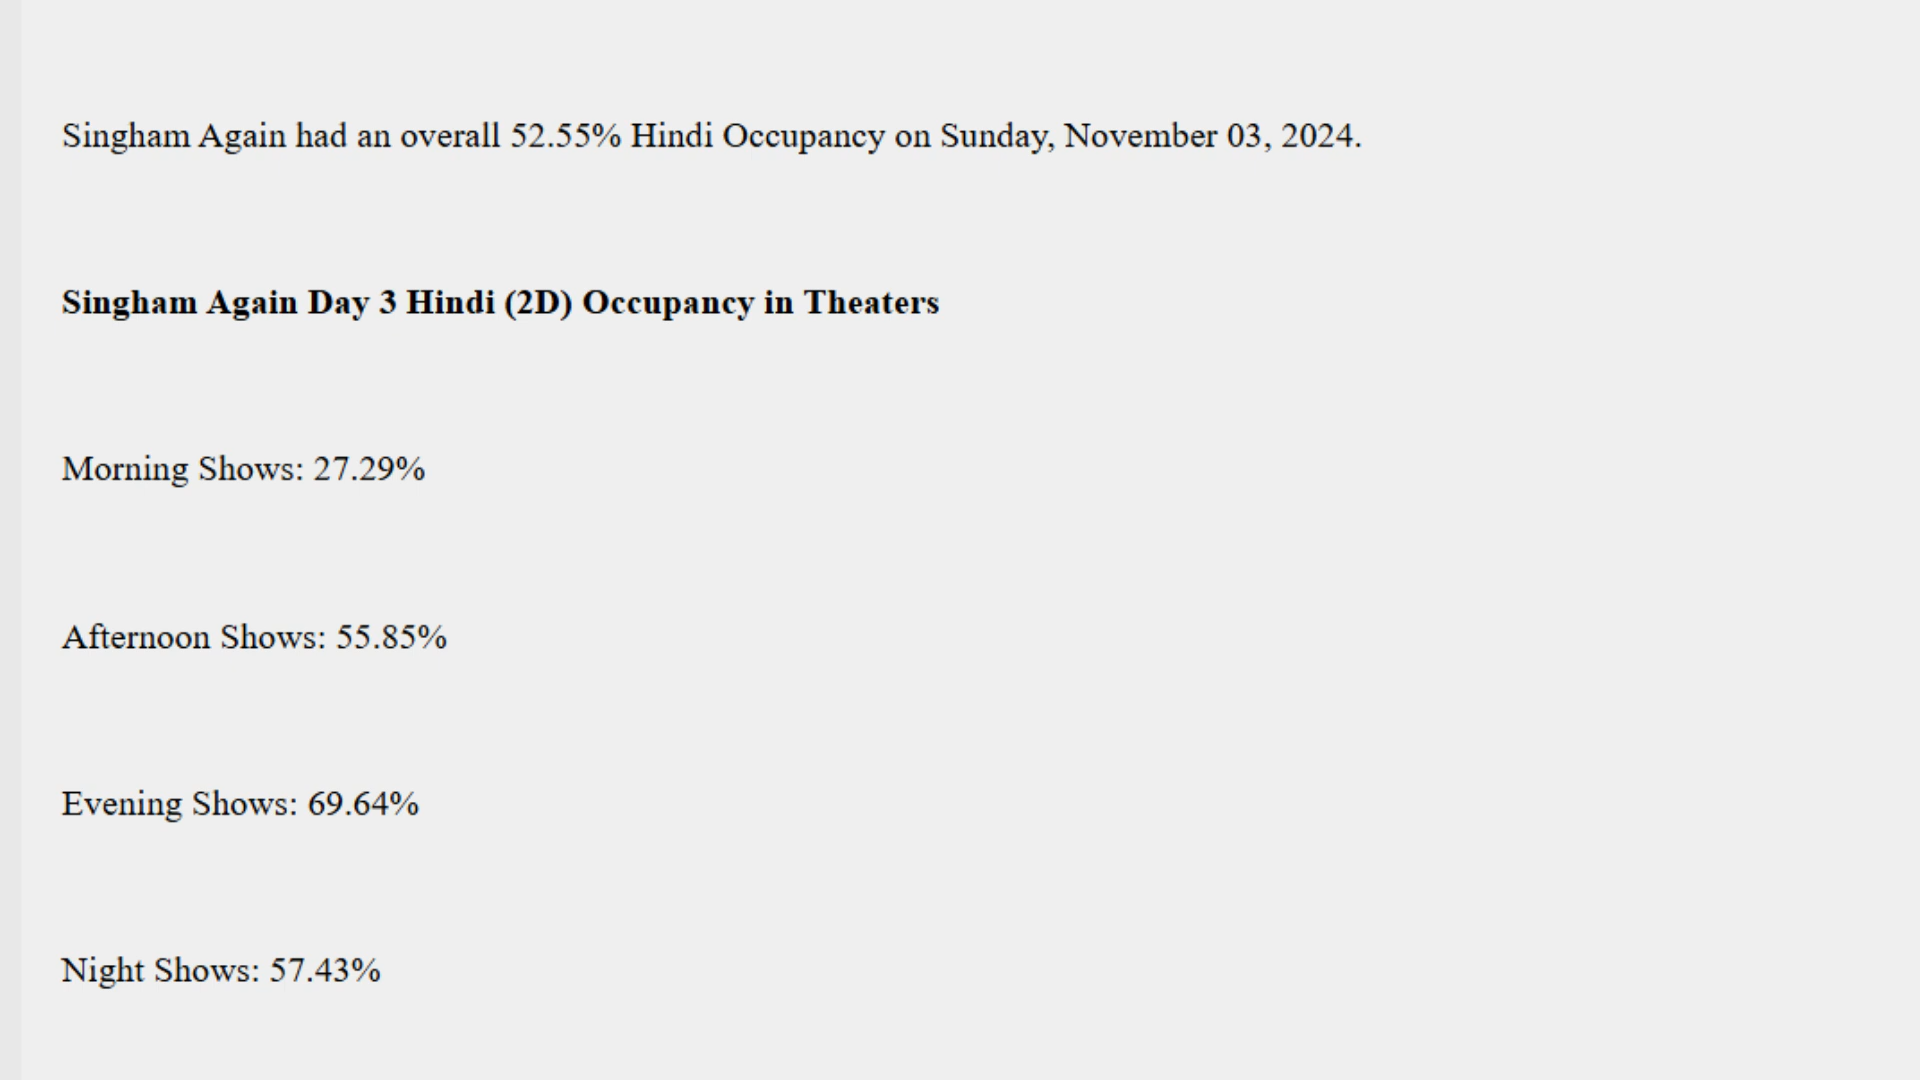 Singham Again had an overall 52.55% Hindi Occupancy on Sunday, November 03, 2024.
Singham Again Day 3 Hindi (2D) Occupancy in Theaters
Morning Shows: 27.29%
Afternoon Shows: 55.85%
Evening Shows: 69.64%
Night Shows: 57.43%